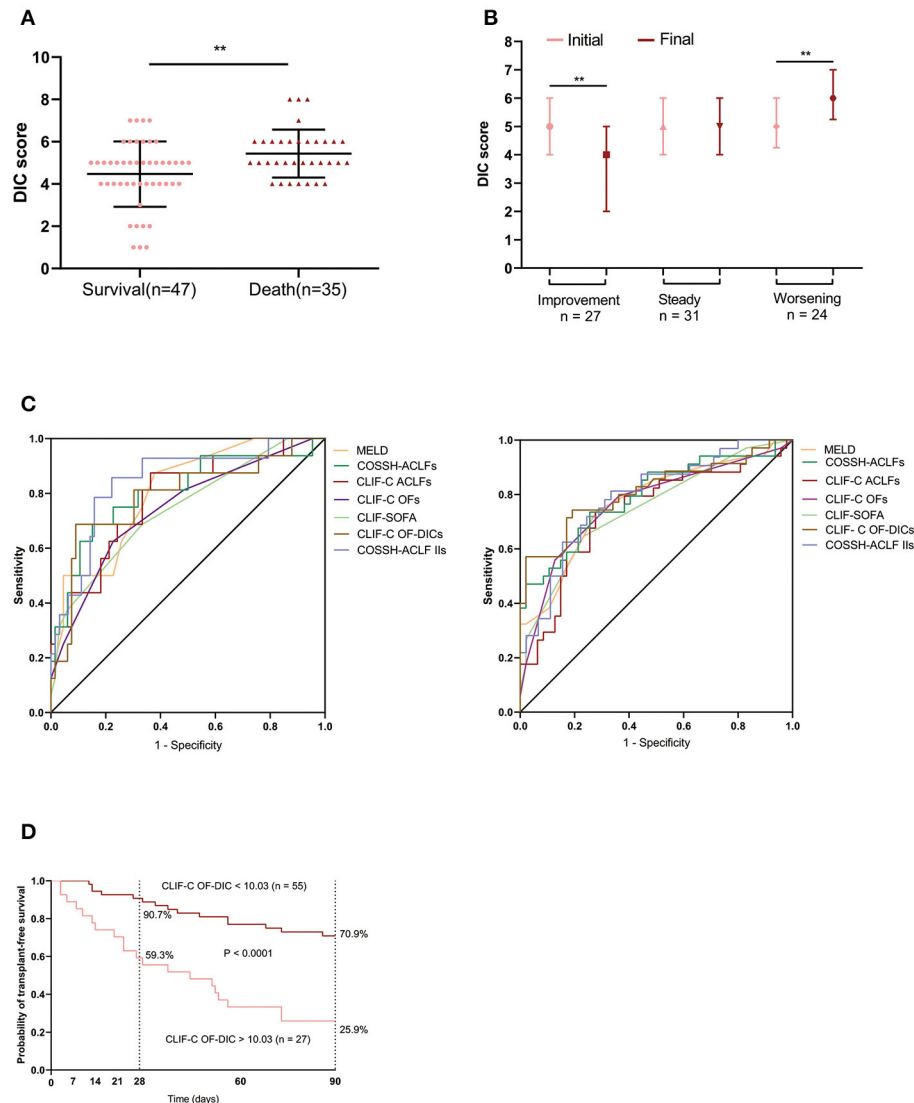 A
**
10
8
6
4
2
0
DIC score
Survival(n=47)
Death(n=35)
B
Initial
Final
8
7
6
5
4
3
2
1
0
DIC score
**
**
Improvement
n = 27
Steady
n = 31
Worsening
n = 24
C
1.0
0.8
0.6
0.4
0.2
0.0
Sensitivity
0.0 0.2 0.4 0.6 0.8 1.0
1 - Specificity
MELD
COSSH-ACLFs
CLIF-C ACLFs
CLIF-C OFs
CLIF-SOFA
CLIF-C OF-DICs
COSSH-ACLF IIs
1.0
0.8
0.6
0.4
0.2
0.0
Sensitivity
0.0 0.2 0.4 0.6 0.8 1.0
1 - Specificity
MELD
COSSH-ACLFs
CLIF-C ACLFs
CLIF-C OFs
CLIF-SOFA
CLIF- C OF-DICs
COSSH-ACLF IIs
D
1.0
0.8
0.6
0.4
0.2
0.0
Probability of transplant-free survival
CLIF-C OF-DIC < 10.03 (n = 55)
90.7%
70.9%
P < 0.0001
59.3%
25.9%
CLIF-C OF-DIC > 10.03 (n = 27)
0 7 14 21 28 60 90
Time (days)